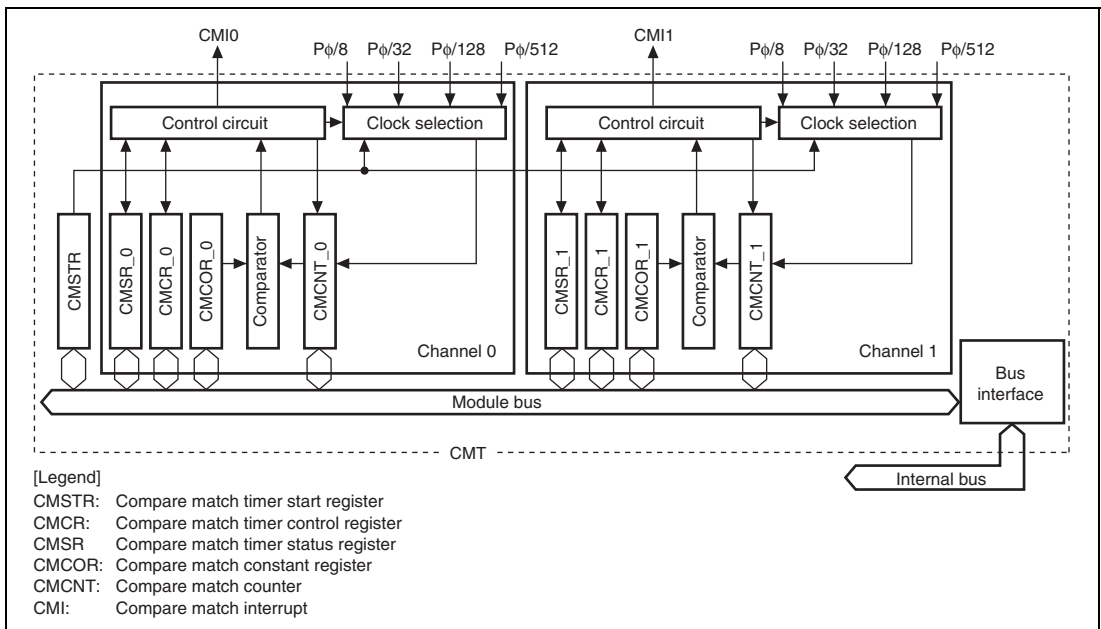 CMI0 Pϕ/8 Pϕ/32 Pϕ/128 Pϕ/512 CMI1 Pϕ/8 Pϕ/32 Pϕ/128 Pϕ/512
Control circuit Clock selection Control circuit Clock selection
CMSTR CMSR_0 CMCR_0 CMCOR_0 Comparator CMCNT_0 CMSR_1 CMCR_1 CMCOR_1 Comparator CMCNT_1
Channel 0 Channel 1
Bus
interface
Module bus
CMT
Internal bus
[Legend]
CMSTR: Compare match timer start register
CMCR: Compare match timer control register
CMSR Compare match timer status register
CMCOR: Compare match constant register
CMCNT: Compare match counter
CMI: Compare match interrupt